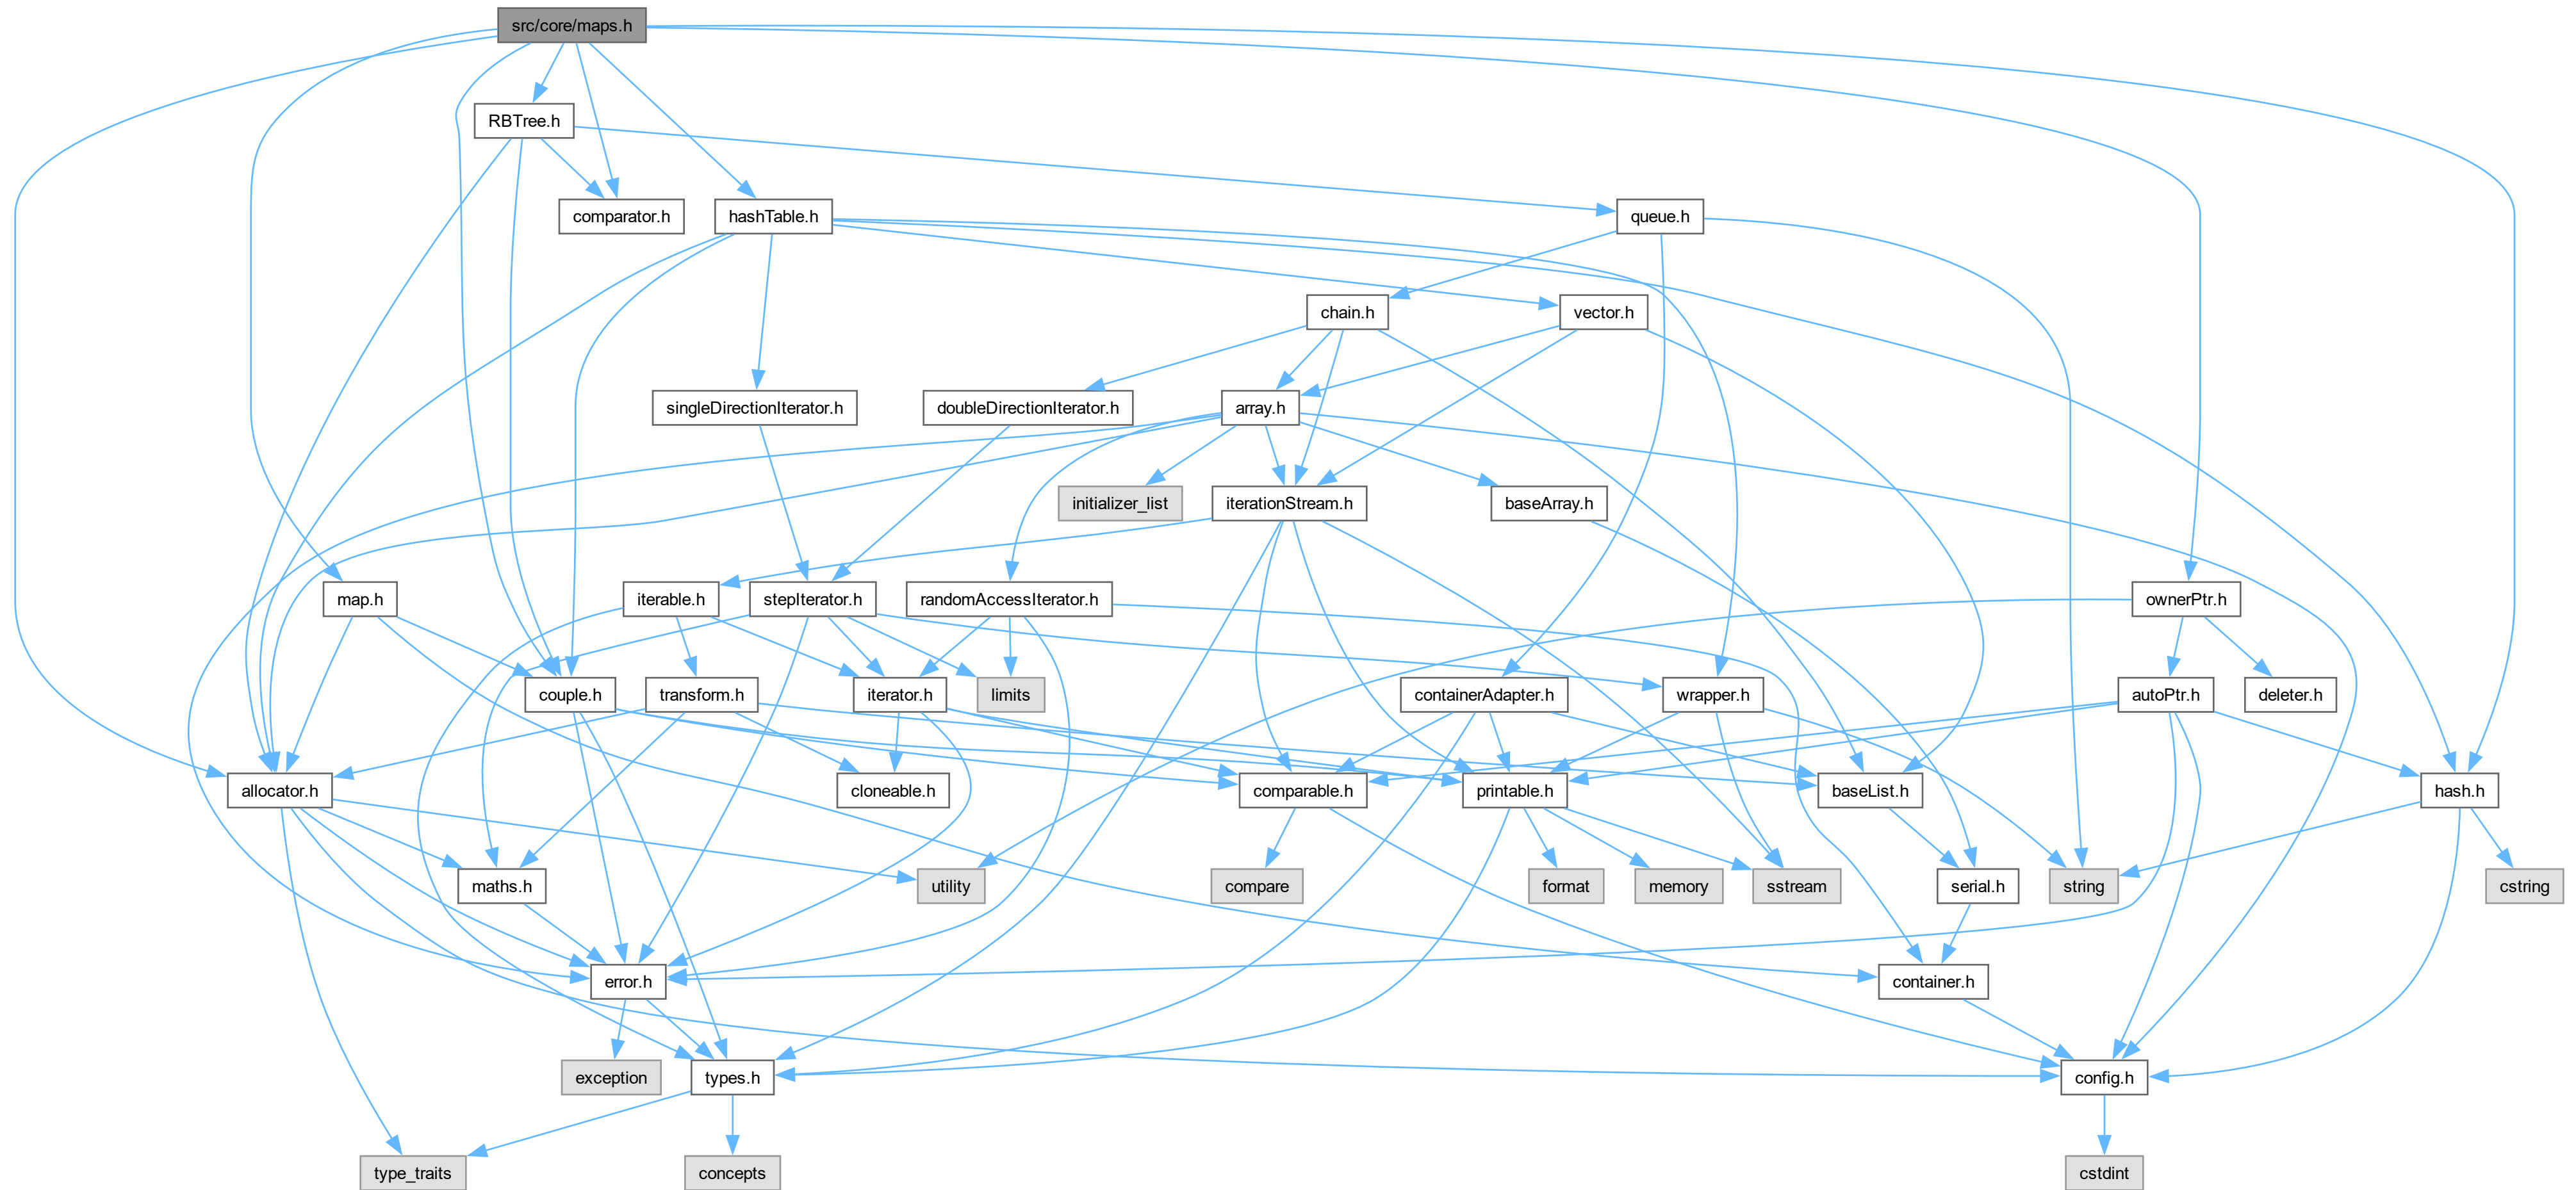 src/core/maps.h
RBTree.h
comparator.h
hashTable.h
queue.h
chain.h
vector.h
singleDirectionIterator.h
doubleDirectionIterator.h
array.h
initializer_list
iterationStream.h
baseArray.h
map.h
iterable.h
stepIterator.h
randomAccessIterator.h
ownerPtr.h
couple.h
transform.h
iterator.h
limits
containerAdapter.h
wrapper.h
autoPtr.h
deleter.h
allocator.h
cloneable.h
comparable.h
printable.h
baseList.h
hash.h
maths.h
utility
compare
format
memory
sstream
serial.h
string
cstring
error.h
container.h
exception
types.h
config.h
type_traits
concepts
cstdint